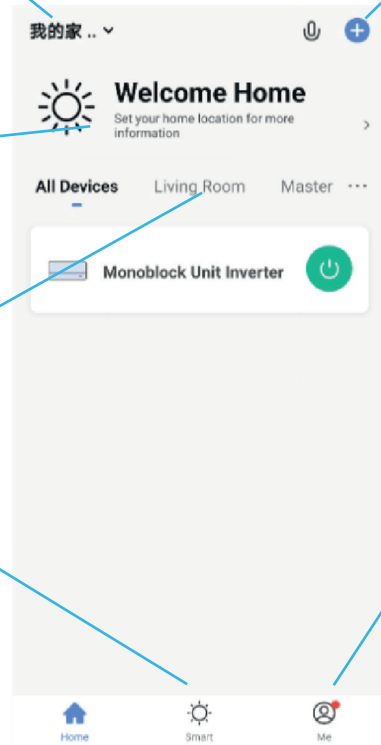 我的家 ..
Welcome Home
Set your home location for more
information
All Devices Living Room Master ...
Monoblock Unit Inverter
Home Smart Me